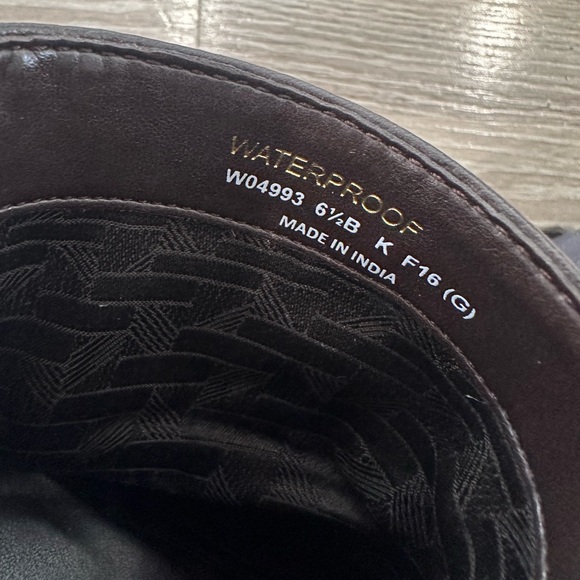 WATERPROOF
W04993 6½B K F16 (G)
MADE IN INDIA